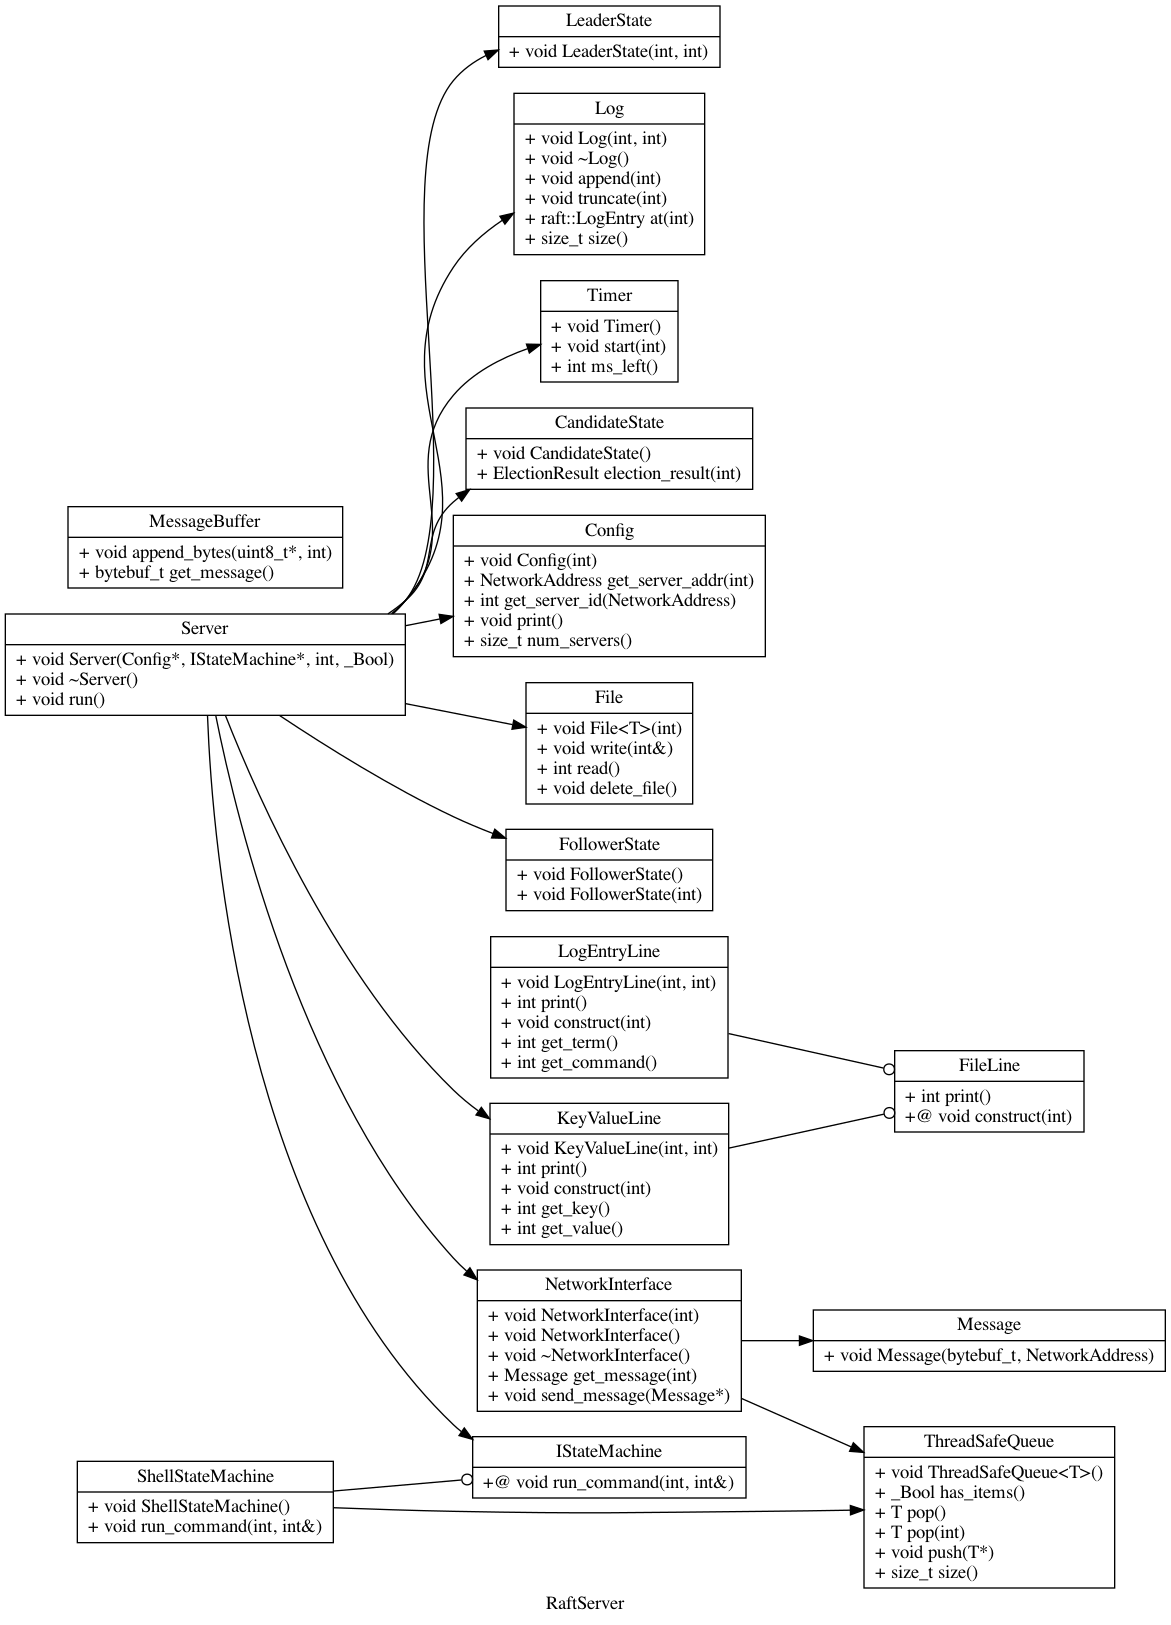 LeaderState
+ void LeaderState(int, int)
Log
+ void Log(int, int)
+ void ~Log()
+ void append(int)
+ void truncate(int)
+ raft::LogEntry at(int)
+ size_t size()
Timer
+ void Timer()
+ void start(int)
+ int ms_left()
CandidateState
+ void CandidateState()
+ ElectionResult election_result(int)
MessageBuffer
+ void append_bytes(uint8_t*, int)
+ bytebuf_t get_message()
Config
+ void Config(int)
+ NetworkAddress get_server_addr(int)
+ int get_server_id(NetworkAddress)
+ void print()
+ size_t num_servers()
Server
+ void Server(Config*, IStateMachine*, int, _Bool)
+ void ~Server()
+ void run()
File
+ void File<T>(int)
+ void write(int&)
+ int read()
+ void delete_file()
FollowerState
+ void FollowerState()
+ void FollowerState(int)
LogEntryLine
+ void LogEntryLine(int, int)
+ int print()
+ void construct(int)
+ int get_term()
+ int get_command()
FileLine
+ int print()
+@ void construct(int)
KeyValueLine
+ void KeyValueLine(int, int)
+ int print()
+ void construct(int)
+ int get_key()
+ int get_value()
NetworkInterface
+ void NetworkInterface(int)
+ void NetworkInterface()
+ void ~NetworkInterface()
+ Message get_message(int)
+ void send_message(Message*)
Message
+ void Message(bytebuf_t, NetworkAddress)
IStateMachine
+@ void run_command(int, int&)
ShellStateMachine
+ void ShellStateMachine()
+ void run_command(int, int&)
ThreadSafeQueue
+ void ThreadSafeQueue<T>()
+ _Bool has_items()
+ T pop()
+ T pop(int)
+ void push(T*)
+ size_t size()
RaftServer